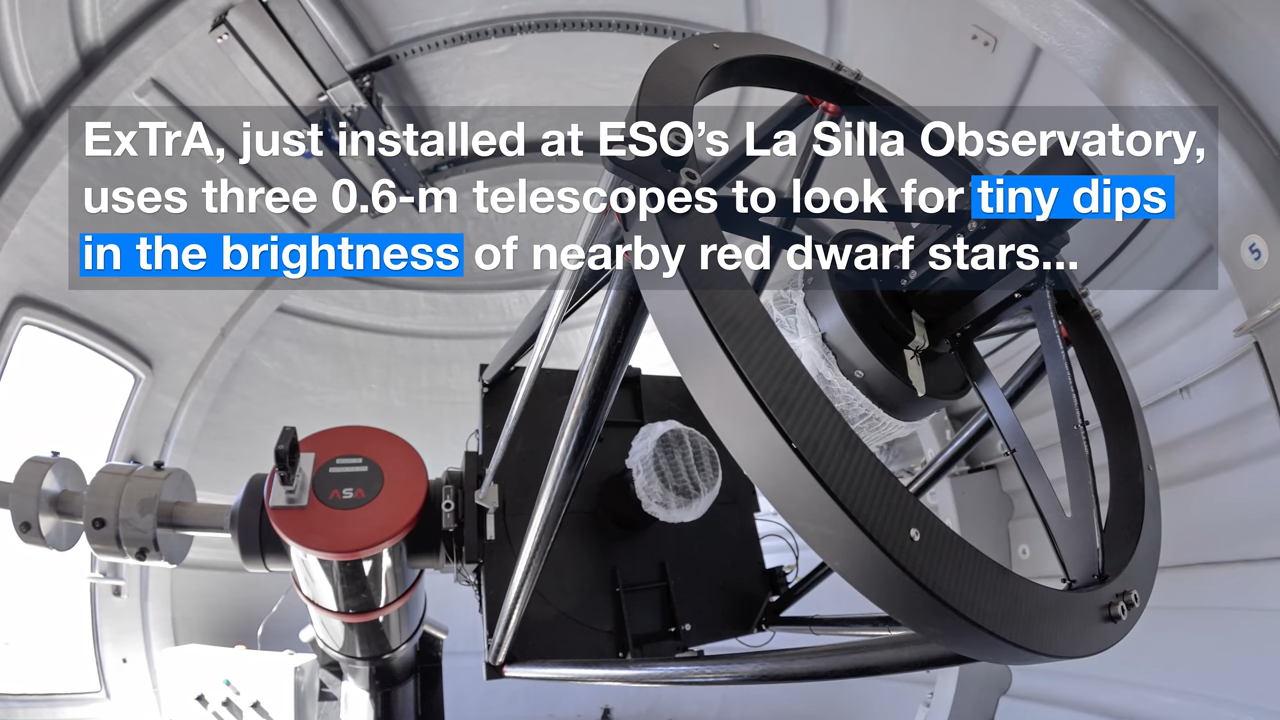 ExTrA, just installed at ESO’s La Silla Observatory,
uses three 0.6-m telescopes to look for tiny dips
in the brightness of nearby red dwarf stars...
5
ASA